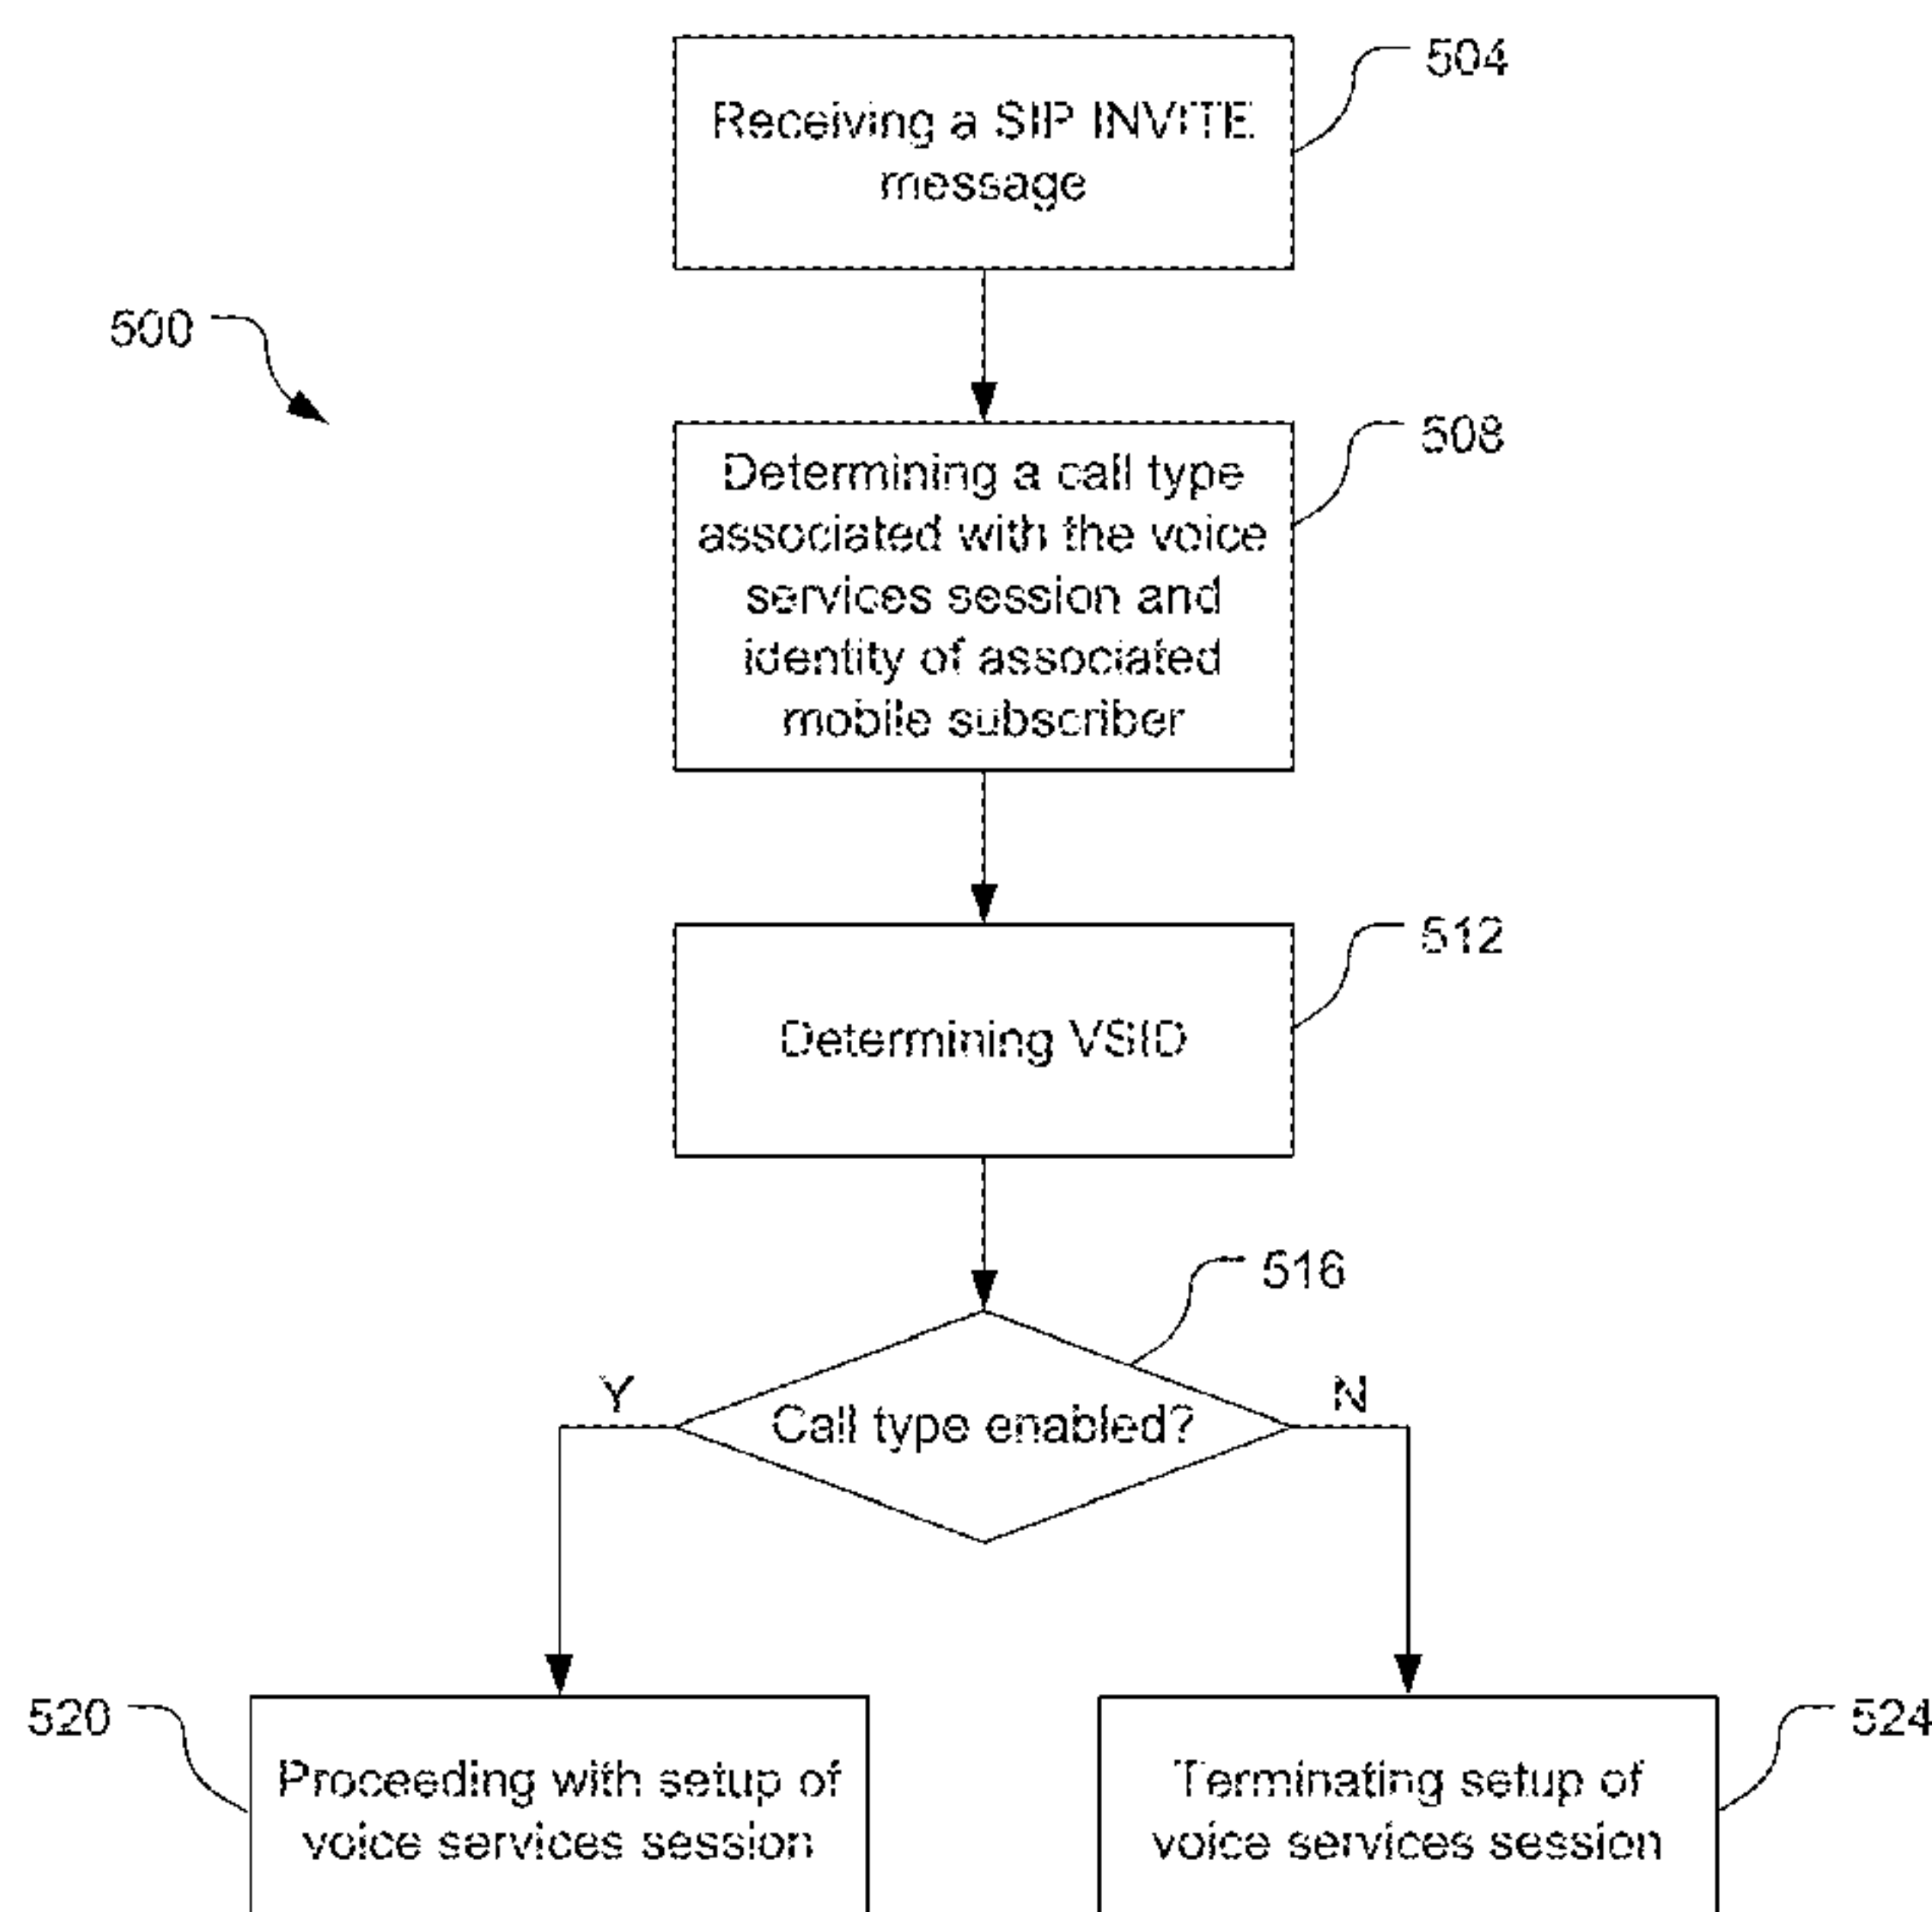 504
Receiving a SIP INVITE
message
500
508
Determining a call type
associated with the voice
services session and
identity of associated
mobile subscriber
512
Determining VSID
516
Y
N
Call type enabled?
520
Proceeding with setup of
voice services session
524
Terminating setup of
voice services session